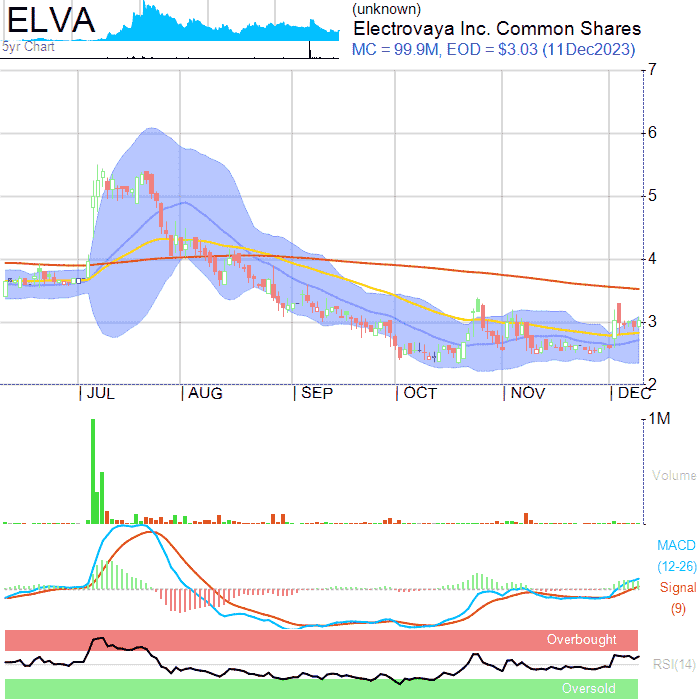 ELVA
5yr Chart
(unknown)
Electrovaya Inc. Common Shares
MC = 99.9M, EOD = $3.03 (11Dec2023)
7
6
5
4
3
2
JUL AUG SEP OCT NOV DEC
1M
Volume
MACD
(12-26)
Signal
(9)
Overbought
RSI(14)
Oversold